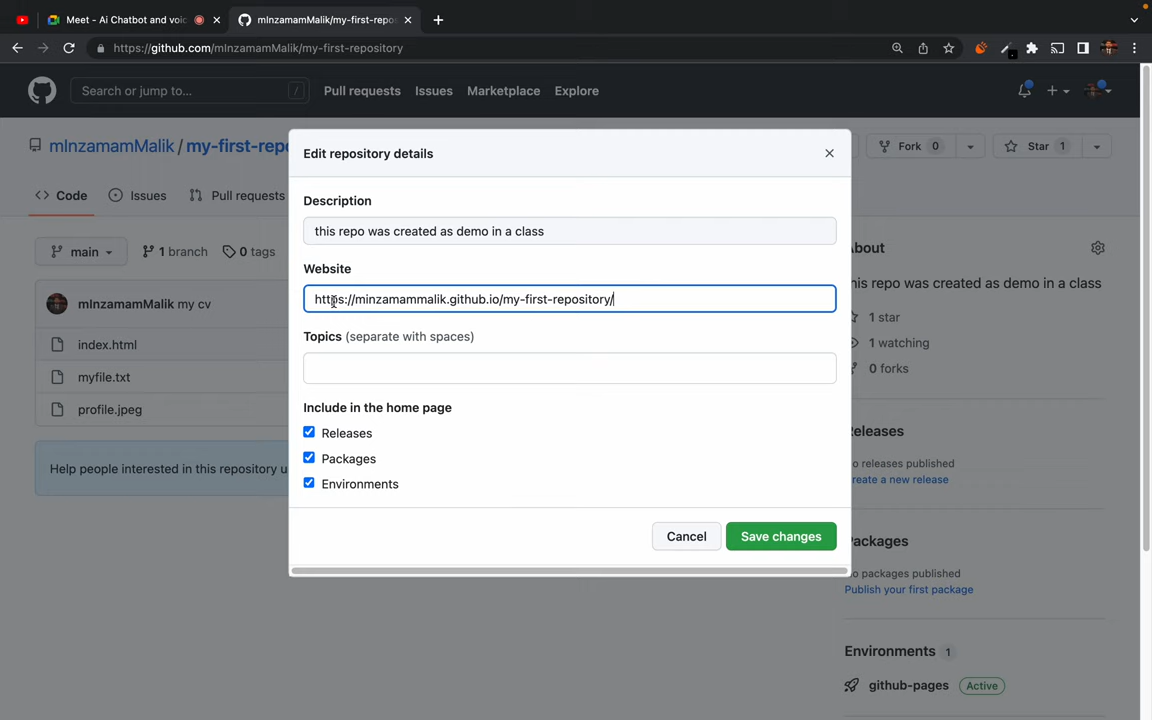 Meet - Ai Chatbot and voic
mInzamamMalik/my-first-repos
https://github.com/mInzamamMalik/my-first-repository
Search or jump to... /
Pull requests Issues Marketplace Explore
mInzamamMalik / my-first-repo
Fork 0 Star 1
Code Issues Pull requests
main 1 branch 0 tags
mInzamamMalik my cv
index.html
myfile.txt
profile.jpeg
Help people interested in this repository u
Edit repository details
Description
this repo was created as demo in a class
Website
https://minzamammalik.github.io/my-first-repository/
Topics (separate with spaces)
Include in the home page
Releases
Packages
Environments
Cancel Save changes
About
his repo was created as demo in a class
1 star
1 watching
0 forks
Releases
o releases published
reate a new release
Packages
o packages published
Publish your first package
Environments 1
github-pages Active